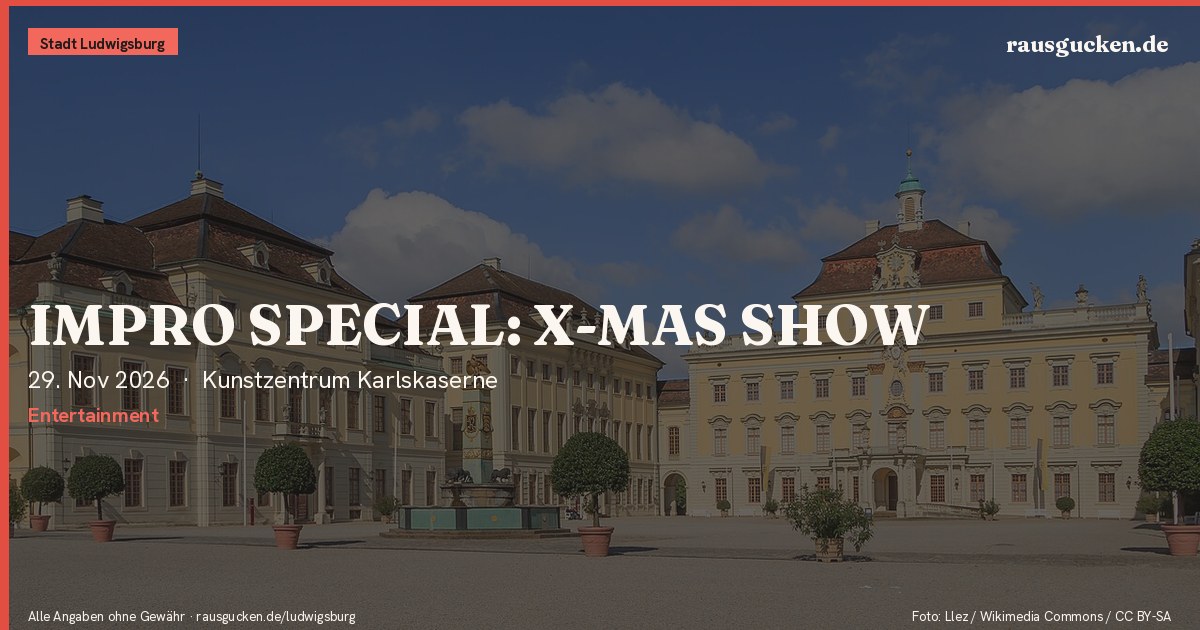 Stadt Ludwigsburg
rausgucken.de
IMPRO SPECIAL: X-MAS SHOW
29. Nov 2026 · Kunstzentrum Karlskaserne
Entertainment
Alle Angaben ohne Gewähr · rausgucken.de/ludwigsburg
Foto: Llez / Wikimedia Commons / CC BY-SA